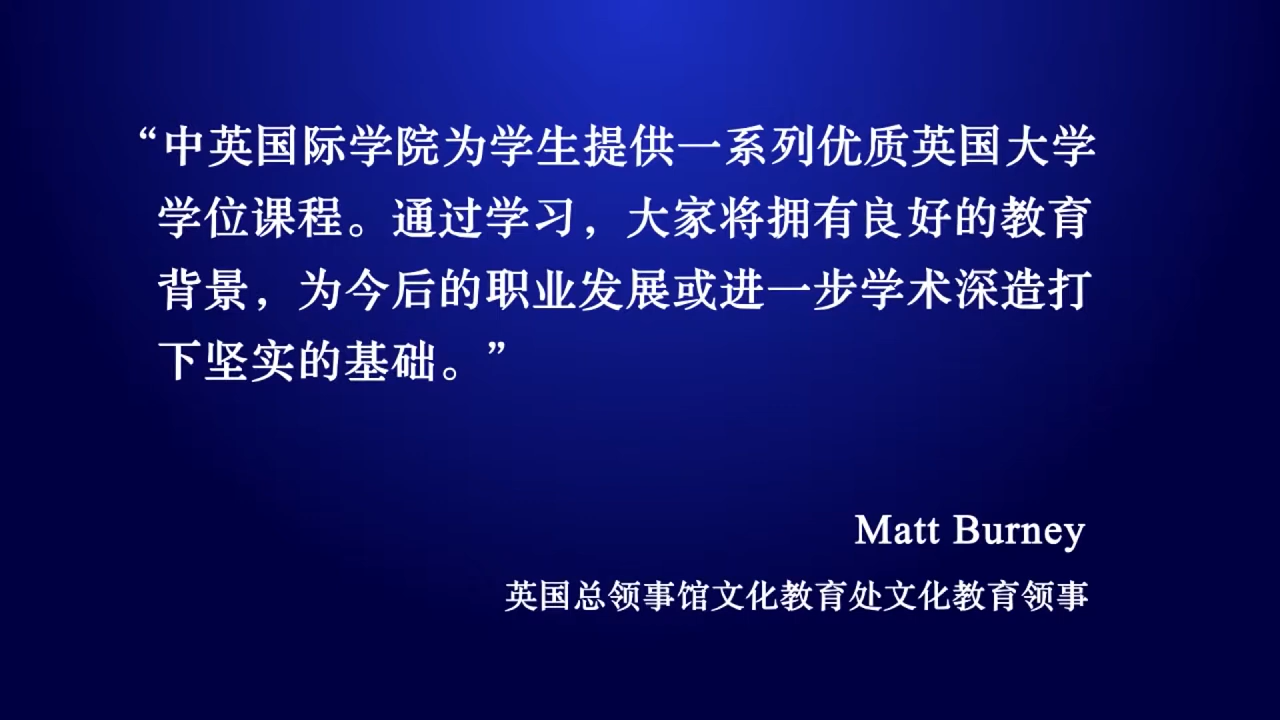 “中英国际学院为学生提供一系列优质英国大学
学位课程。通过学习，大家将拥有良好的教育
背景，为今后的职业发展或进一步学术深造打
下坚实的基础。”
Matt Burney
英国总领事馆文化教育处文化教育领事